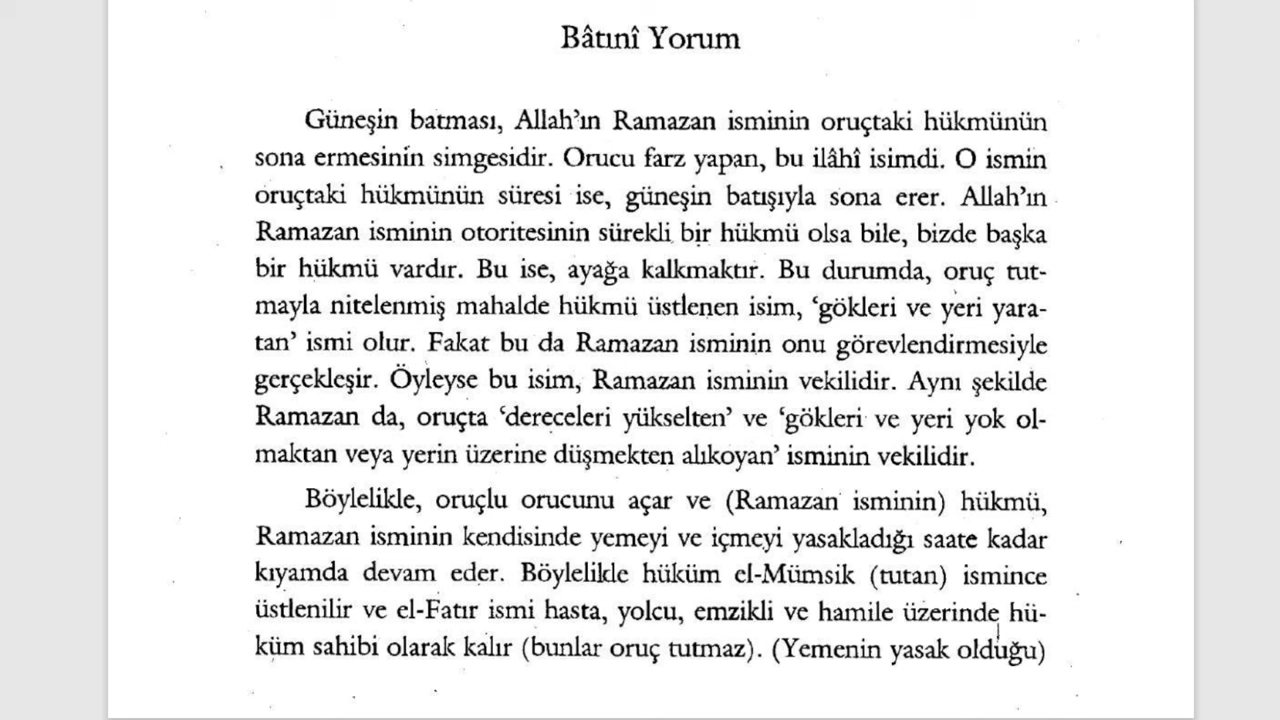 Bâtınî Yorum
Güneşin batması, Allah’ın Ramazan isminin oruçtaki hükmünün
sona ermesinin simgesidir. Orucu farz yapan, bu ilâhî isimdi. O ismin
oruçtaki hükmünün süresi ise, güneşin batışıyla sona erer. Allah’ın
Ramazan isminin otoritesinin sürekli bir hükmü olsa bile, bizde başka
bir hükmü vardır. Bu ise, ayağa kalkmaktır. Bu durumda, oruç tut-
mayla nitelenmiş mahalde hükmü üstlenen isim, ‘gökleri ve yeri yara-
tan’ ismi olur. Fakat bu da Ramazan isminin onu görevlendirmesiyle
gerçekleşir. Öyleyse bu isim, Ramazan isminin vekilidir. Aynı şekilde
Ramazan da, oruçta ‘dereceleri yükselten’ ve ‘gökleri ve yeri yok ol-
maktan veya yerin üzerine düşmekten alıkoyan’ isminin vekilidir.
Böylelikle, oruçlu orucunu açar ve (Ramazan isminin) hükmü,
Ramazan isminin kendisinde yemeyi ve içmeyi yasakladığı saate kadar
kıyamda devam eder. Böylelikle hüküm el-Mümsik (tutan) ismince
üstlenilir ve el-Fatır ismi hasta, yolcu, emzikli ve hamile üzerinde hü-
küm sahibi olarak kalır (bunlar oruç tutmaz). (Yemenin yasak olduğu)